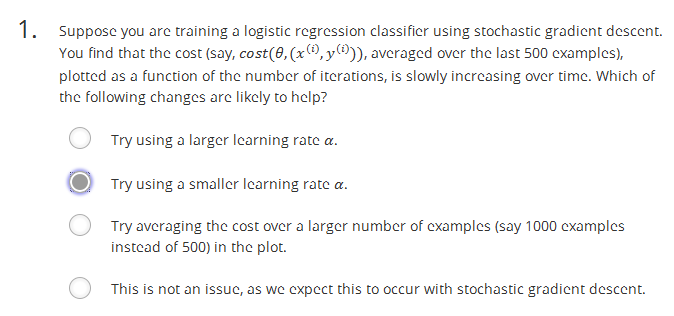 1. Suppose you are training a logistic regression classifier using stochastic gradient descent.
You find that the cost (say, cost(θ,(x⁽ⁱ⁾,y⁽ⁱ⁾)), averaged over the last 500 examples),
plotted as a function of the number of iterations, is slowly increasing over time. Which of
the following changes are likely to help?
Try using a larger learning rate α.
Try using a smaller learning rate α.
Try averaging the cost over a larger number of examples (say 1000 examples
instead of 500) in the plot.
This is not an issue, as we expect this to occur with stochastic gradient descent.